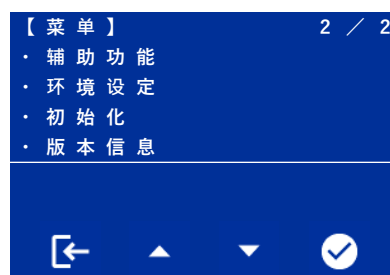 【菜单】 2／2
・辅助功能
・环境设定
・初始化
・版本信息